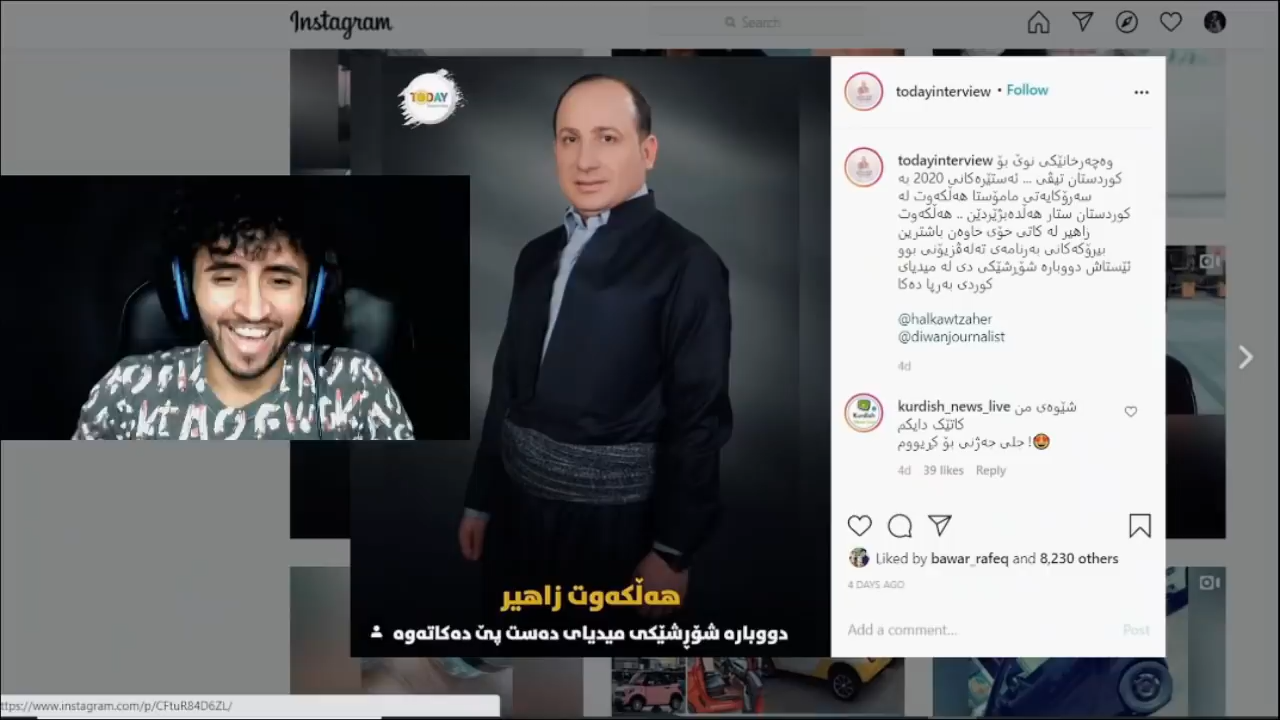 Instagram
Search
TODAY
todayinterview • Follow
todayinterview وەچەرخانێکی نوێ بۆ
کوردستان تیڤی ... ئەستێرەکانی 2020 بە
سەرۆکایەتی مامۆستا هەڵکەوت لە
کوردستان ستار هەڵدەبژێردێن .. هەڵکەوت
زاهیر لە کاتی خۆی خاوەن باشترین
بیرۆکەکانی بەرنامەی تەلەڤزیۆنی بوو
ئێستاش دووبارە شۆڕشێکی دی لە میدیای
کوردی بەرپا دەکا
@halkawtzaher
@diwanjournalist
4d
kurdish_news_live شێوەی من
کاتێک دایکم
جلی جەژنی بۆ کڕیووم !😍
4d 39 likes Reply
Liked by bawar_rafeq and 8,230 others
4 DAYS AGO
Add a comment... Post
هەڵکەوت زاهیر
دووبارە شۆڕشێکی میدیای دەست پێ دەکاتەوە
ttps://www.instagram.com/p/CFtuR84D6ZL/